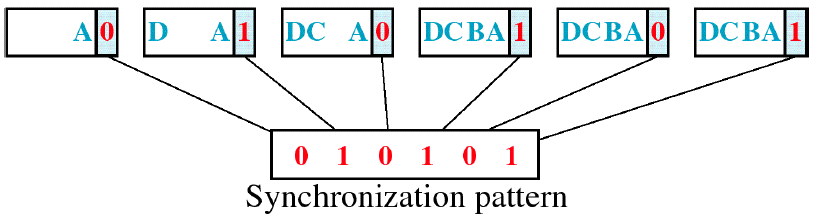 A 0 D A 1 DC A 0 DCBA 1 DCBA 0 DCBA 1
0 1 0 1 0 1
Synchronization pattern